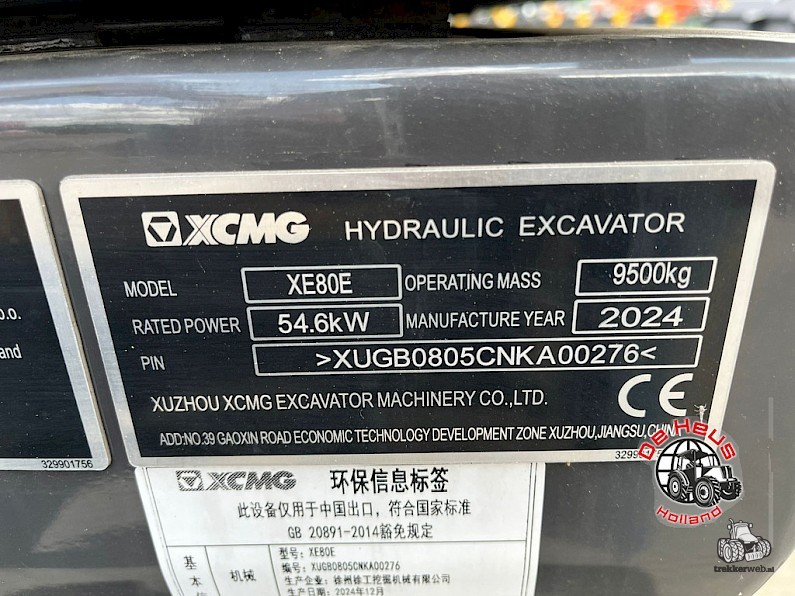 XCMG HYDRAULIC EXCAVATOR
MODEL XE80E OPERATING MASS 9500kg
RATED POWER 54.6kW MANUFACTURE YEAR 2024
PIN >XUGB0805CNKA00276<
XUZHOU XCMG EXCAVATOR MACHINERY CO.,LTD.
ADD:NO.39 GAOXIN ROAD ECONOMIC TECHNOLOGY DEVELOPMENT ZONE XUZHOU,JIANGSU,CHINA
o.o.
and
329901756
XCMG 环保信息标签
此设备仅用于中国出口，符合国家标准
GB 20891-2014豁免规定
基本
机械
型号: XE80E
编号: XUGB0805CNKA00276
生产企业: 徐州徐工挖掘机械有限公司
生产日期: 2024年12月
De Heus
Holland
trekkerweb.nl